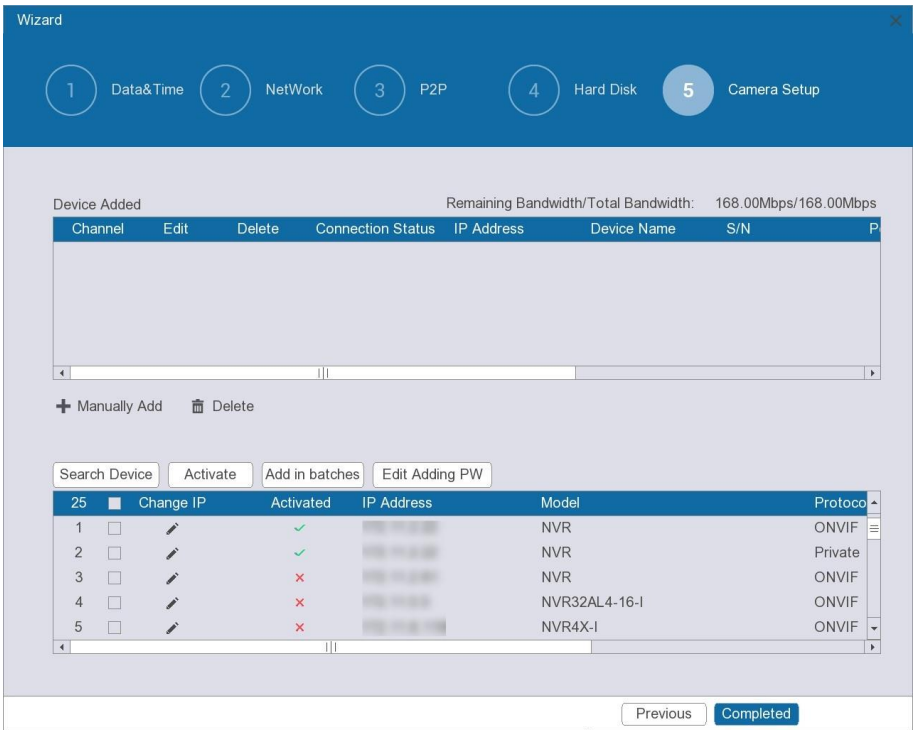 Wizard
1 Data&Time 2 NetWork 3 P2P 4 Hard Disk 5 Camera Setup
Device Added Remaining Bandwidth/Total Bandwidth: 168.00Mbps/168.00Mbps
Channel Edit Delete Connection Status IP Address Device Name S/N P
Manually Add Delete
Search Device Activate Add in batches Edit Adding PW
25 Change IP Activated IP Address Model Protoco
1 NVR ONVIF
2 NVR Private
3 NVR ONVIF
4 NVR32AL4-16-I ONVIF
5 NVR4X-I ONVIF
Previous Completed